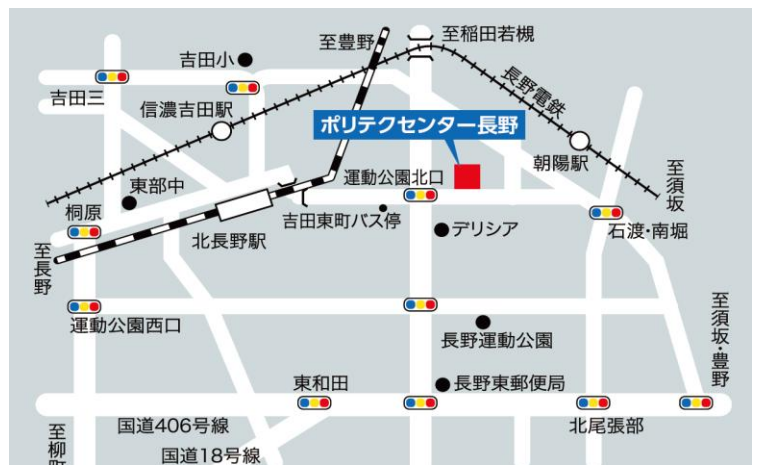 至豊野
至稲田若槻
吉田小
長野電鉄
吉田三
信濃吉田駅
ポリテクセンター長野
朝陽駅
至須坂
東部中
運動公園北口
桐原
吉田東町バス停
デリシア
石渡・南堀
北長野駅
至長野
至須坂・豊野
運動公園西口
長野運動公園
東和田
長野東郵便局
国道406号線
北尾張部
国道18号線
至柳町